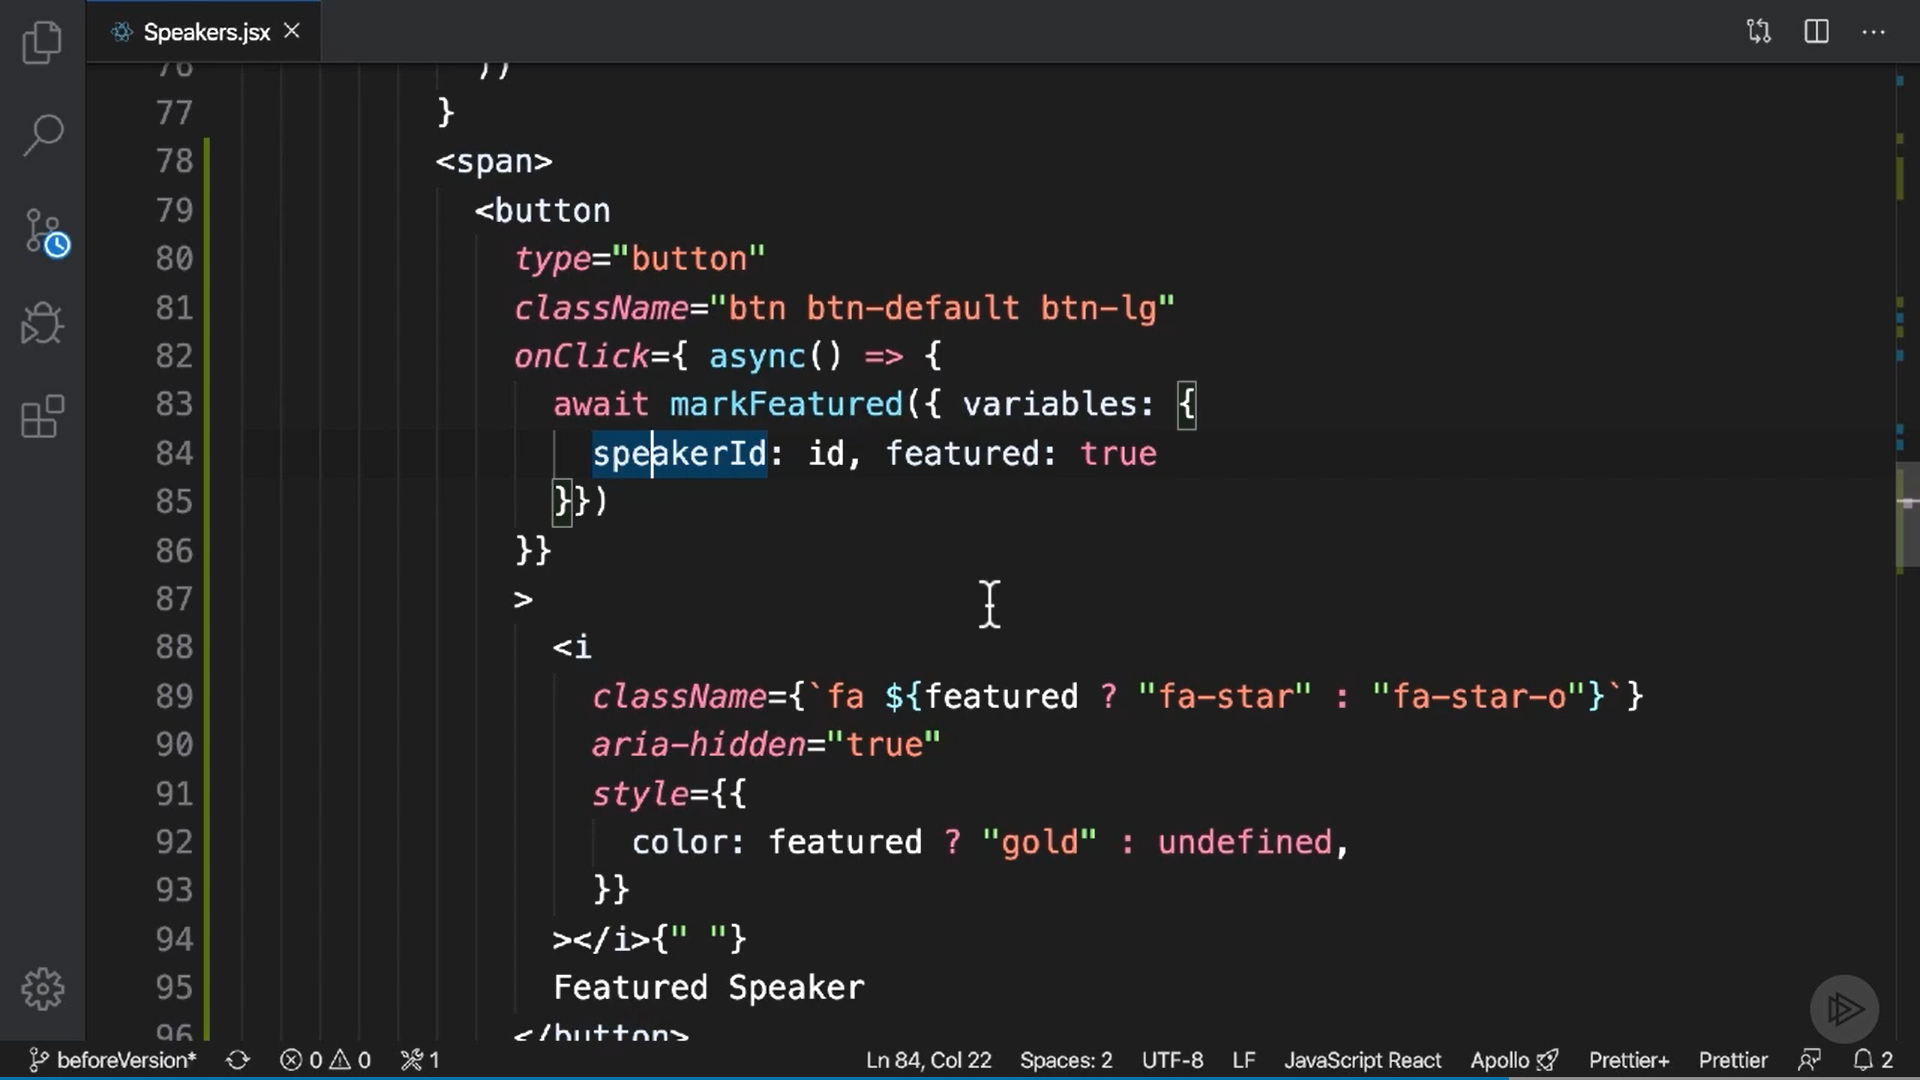 Speakers.jsx
76 ))
77 }
78 <span>
79 <button
80 type="button"
81 className="btn btn-default btn-lg"
82 onClick={ async() => {
83 await markFeatured({ variables: {
84 speakerId: id, featured: true
85 }})
86 }}
87 >
88 <i
89 className={`fa ${featured ? "fa-star" : "fa-star-o"}`}
90 aria-hidden="true"
91 style={{
92 color: featured ? "gold" : undefined,
93 }}
94 ></i>{" "}
95 Featured Speaker
96 </button>
beforeVersion* 0 0 1 Ln 84, Col 22 Spaces: 2 UTF-8 LF JavaScript React Apollo Prettier+ Prettier 2